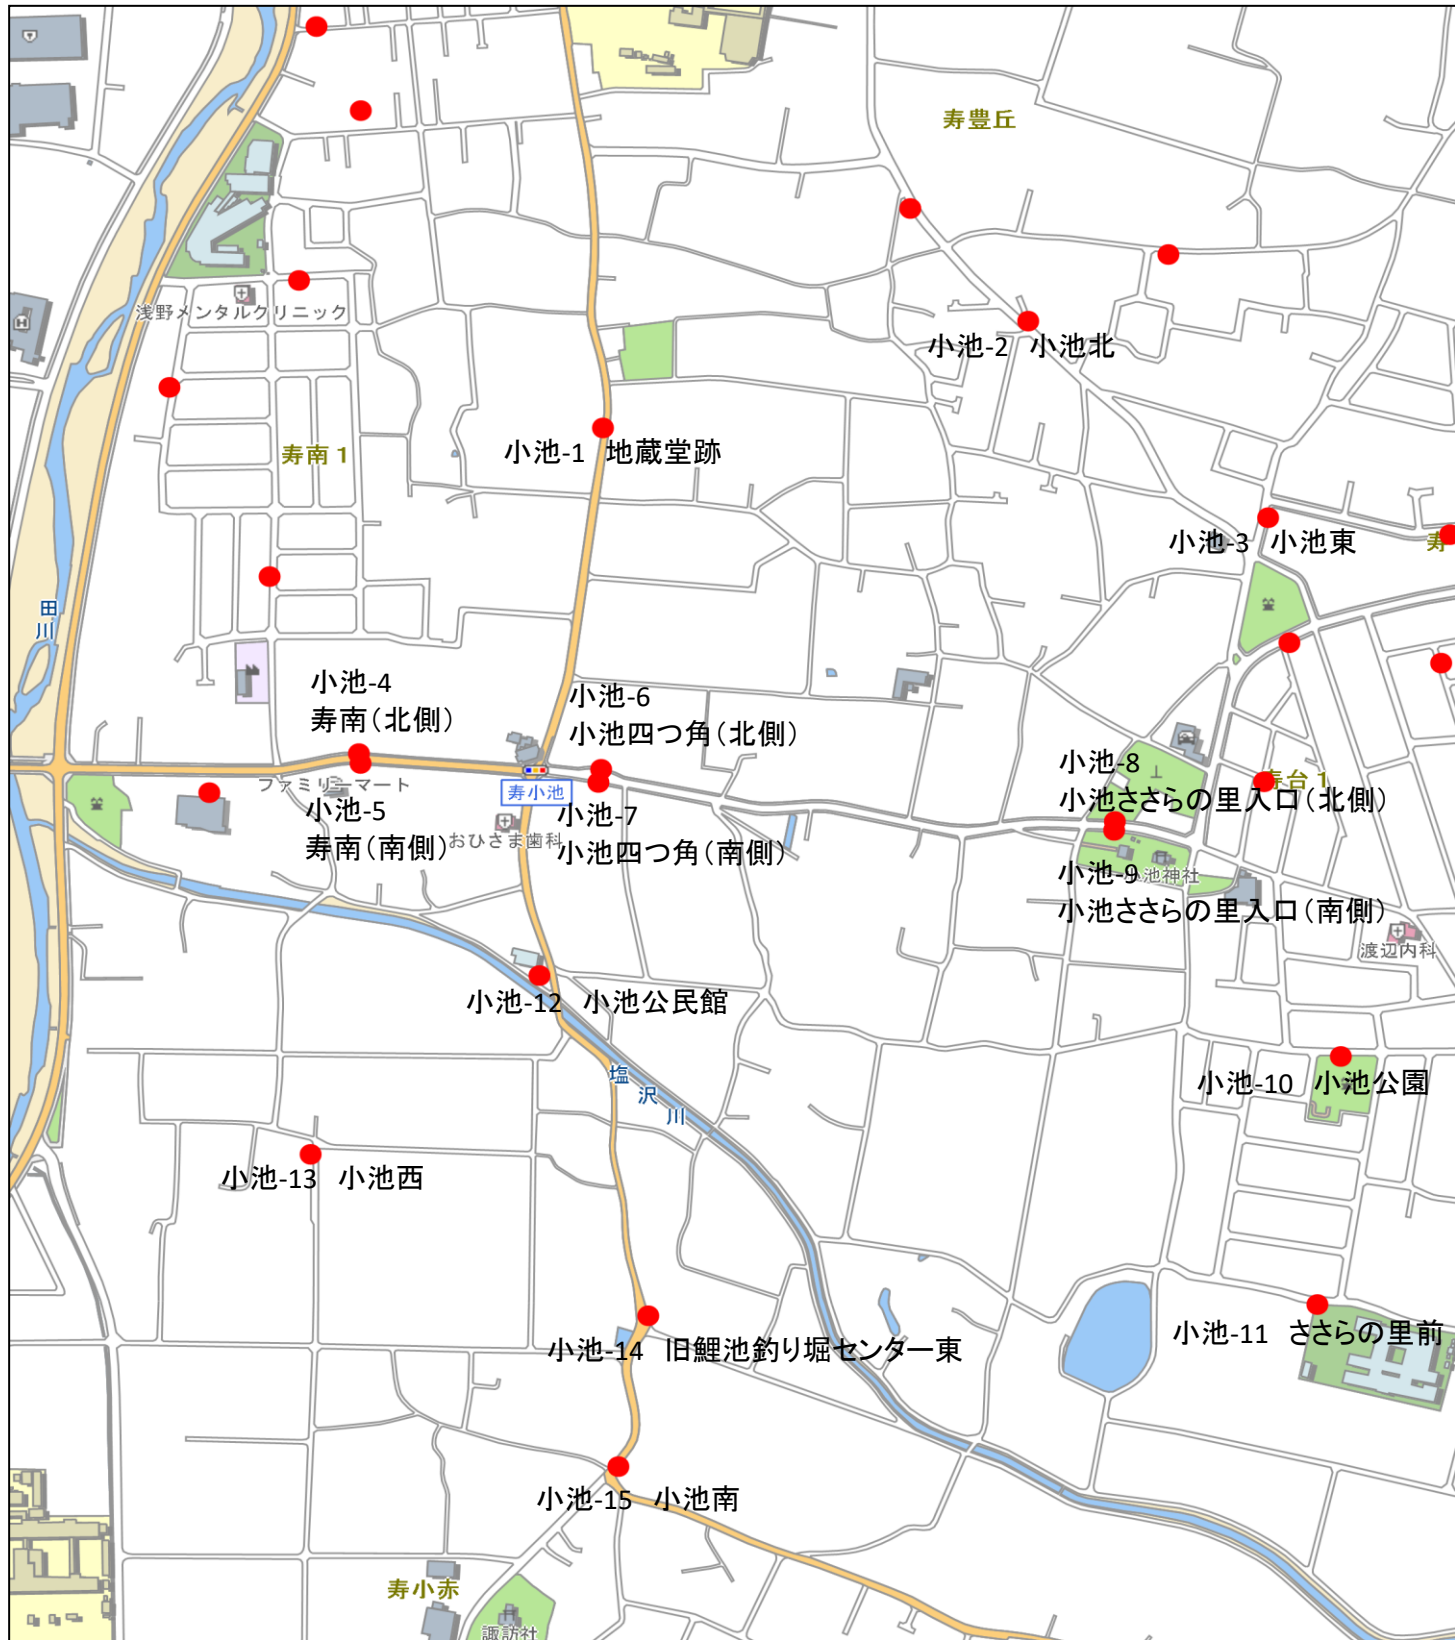 寿豊丘
浅野メンタルクリニック
小池-2 小池北
小池-1 地蔵堂跡
寿南1
小池-3 小池東
寿
田川
小池-4
寿南(北側)
小池-6
小池四つ角(北側)
小池-8
小池ささらの里入口(北側)
寿台1
ファミリーマート
寿小池
小池-5
寿南(南側)
おひさま歯科
小池-7
小池四つ角(南側)
小池-9
小池神社
小池ささらの里入口(南側)
渡辺内科
小池-12 小池公民館
塩沢川
小池-10 小池公園
小池-13 小池西
小池-14 旧鯉池釣り堀センター東
小池-11 ささらの里前
小池-15 小池南
寿小赤
諏訪社